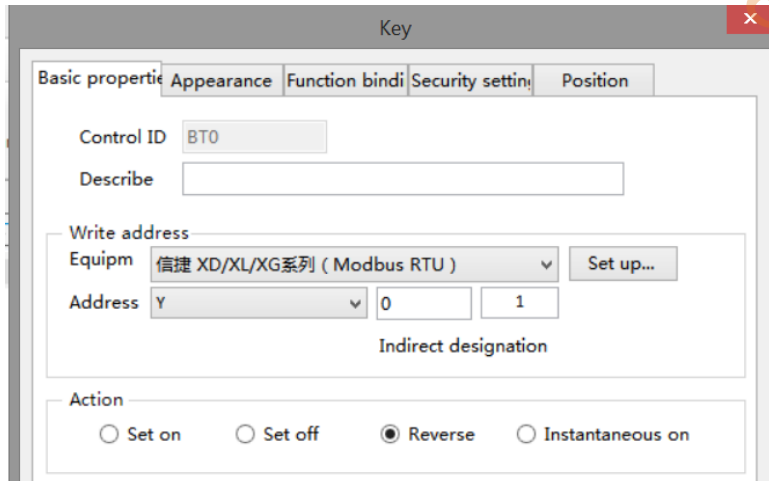 Key
Basic propertie Appearance Function bindi Security settin Position
Control ID BT0
Describe
Write address
Equipm 信捷 XD/XL/XG系列（Modbus RTU） Set up...
Address Y 0 1
Indirect designation
Action
Set on Set off Reverse Instantaneous on